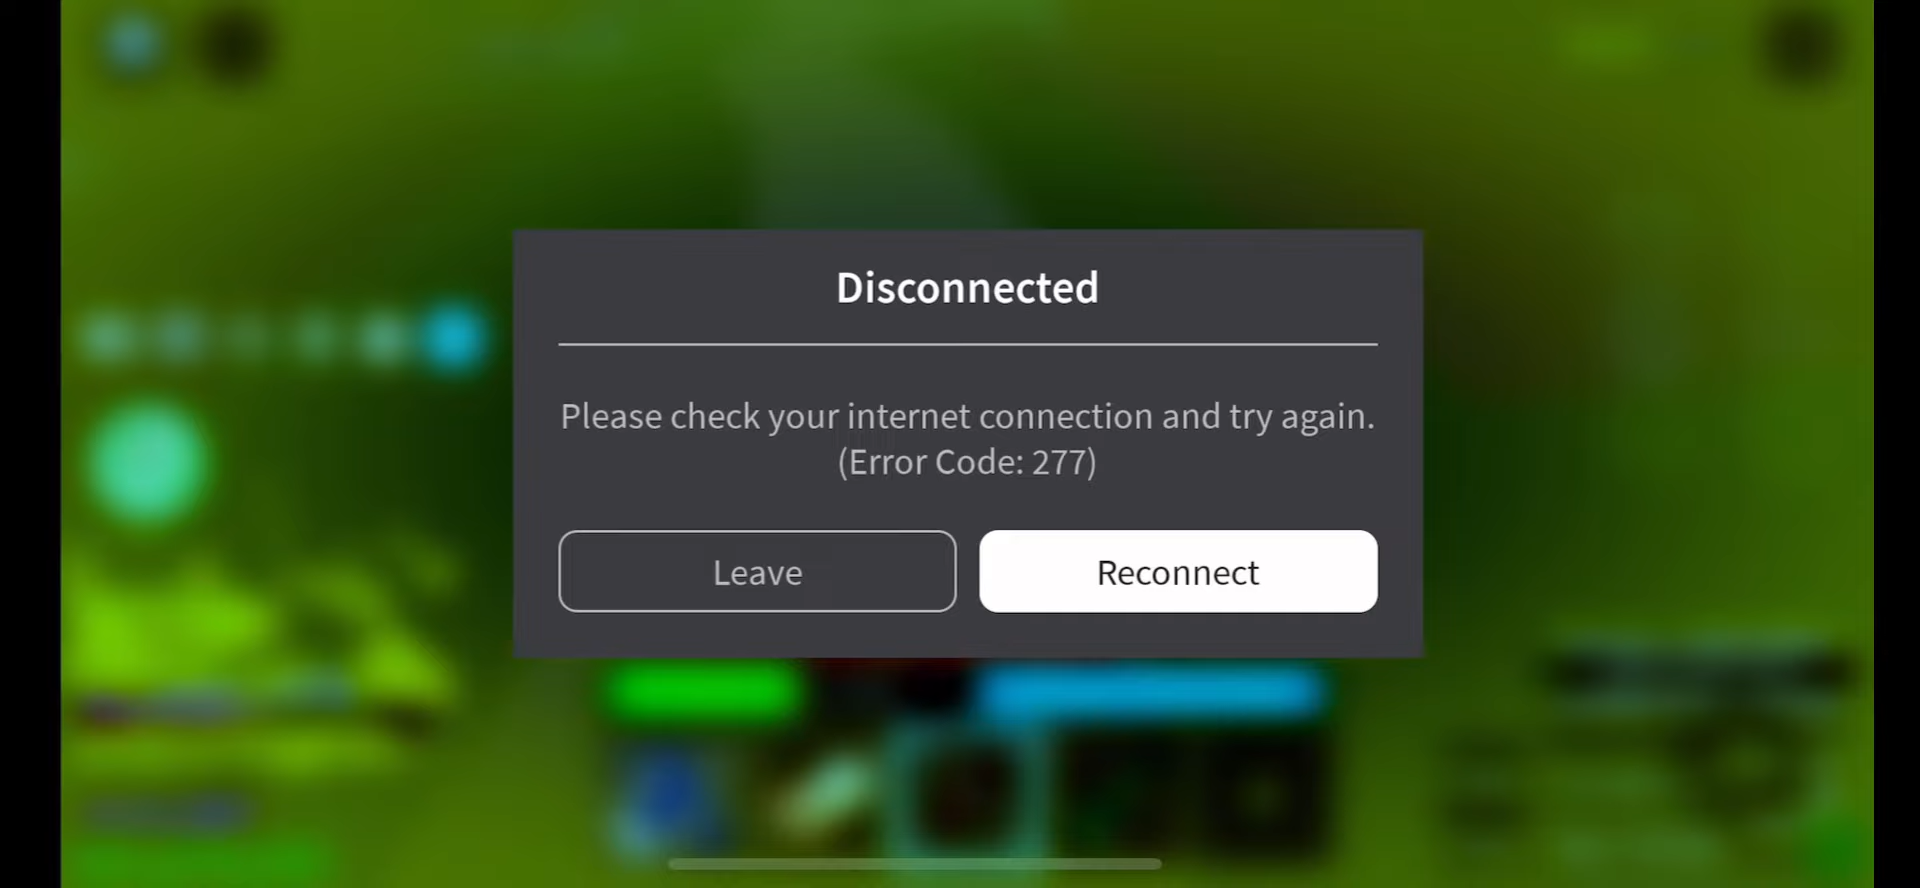 Disconnected
Please check your internet connection and try again.
(Error Code: 277)
Leave
Reconnect